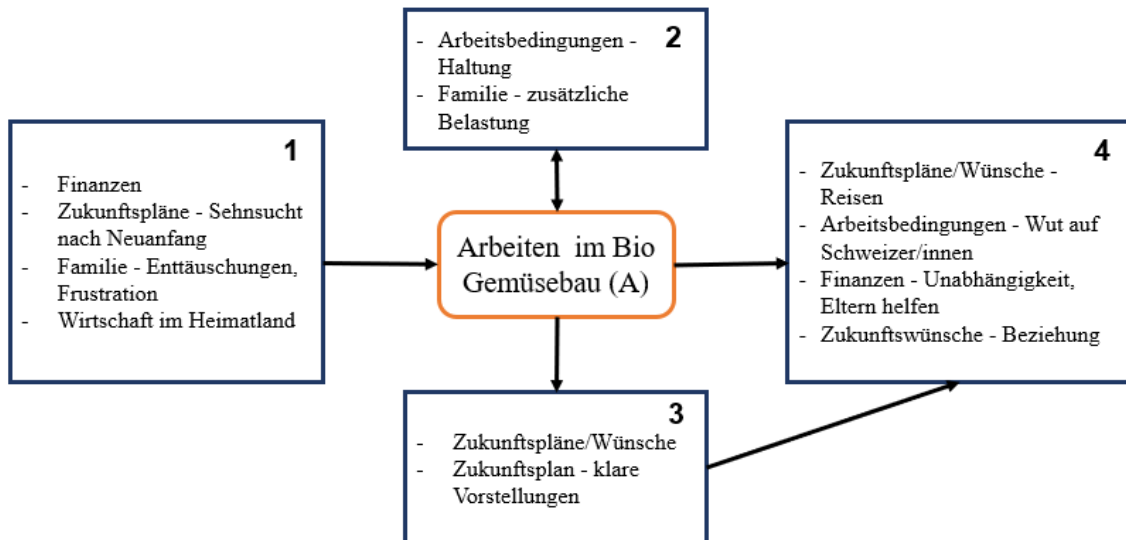 1
- Finanzen
- Zukunftspläne - Sehnsucht
nach Neuanfang
- Familie - Enttäuschungen,
Frustration
- Wirtschaft im Heimatland
2
- Arbeitsbedingungen -
Haltung
- Familie - zusätzliche
Belastung
Arbeiten im Bio
Gemüsebau (A)
3
- Zukunftspläne/Wünsche
- Zukunftsplan - klare
Vorstellungen
4
- Zukunftspläne/Wünsche -
Reisen
- Arbeitsbedingungen - Wut auf
Schweizer/innen
- Finanzen - Unabhängigkeit,
Eltern helfen
- Zukunftswünsche - Beziehung